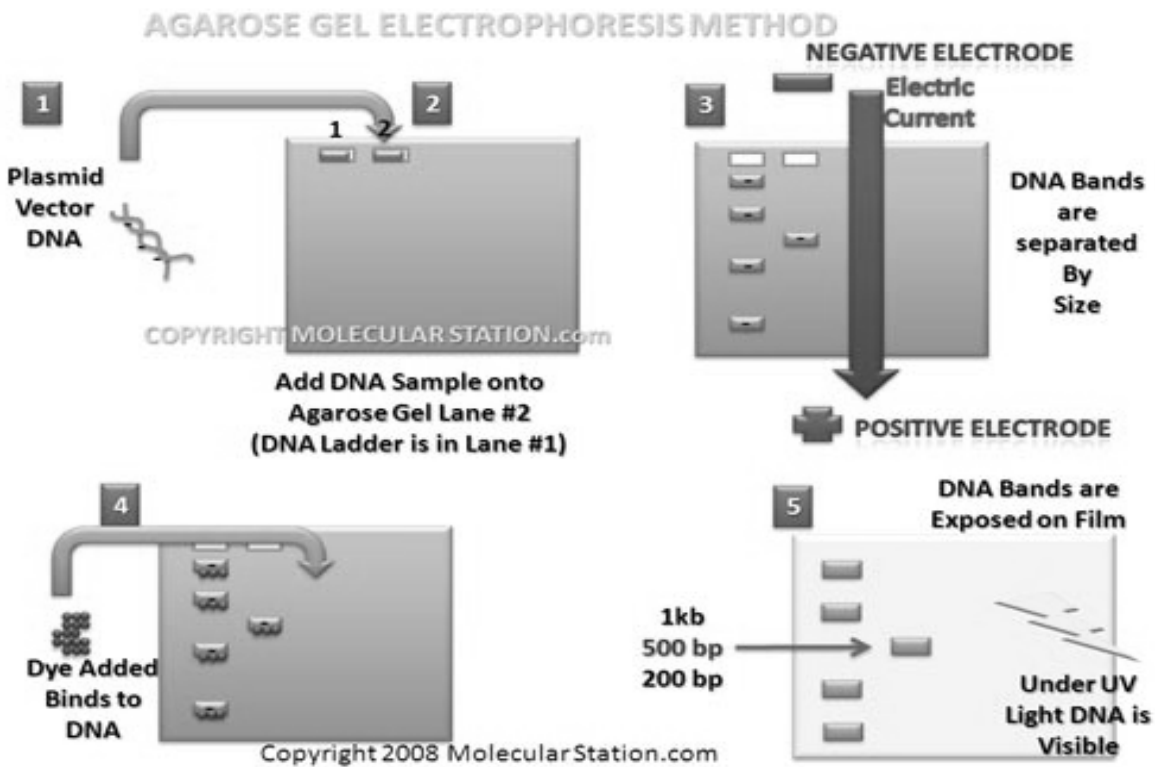 AGAROSE GEL ELECTROPHORESIS METHOD
1
2
Plasmid
Vector
DNA
1 2
COPYRIGHT MOLECULAR STATION.com
Add DNA Sample onto
Agarose Gel Lane #2
(DNA Ladder is in Lane #1)
NEGATIVE ELECTRODE
3
Electric
Current
DNA Bands
are
separated
By
Size
POSITIVE ELECTRODE
4
Dye Added
Binds to
DNA
5
DNA Bands are
Exposed on Film
1kb
500 bp
200 bp
Under UV
Light DNA is
Visible
Copyright 2008 MolecularStation.com